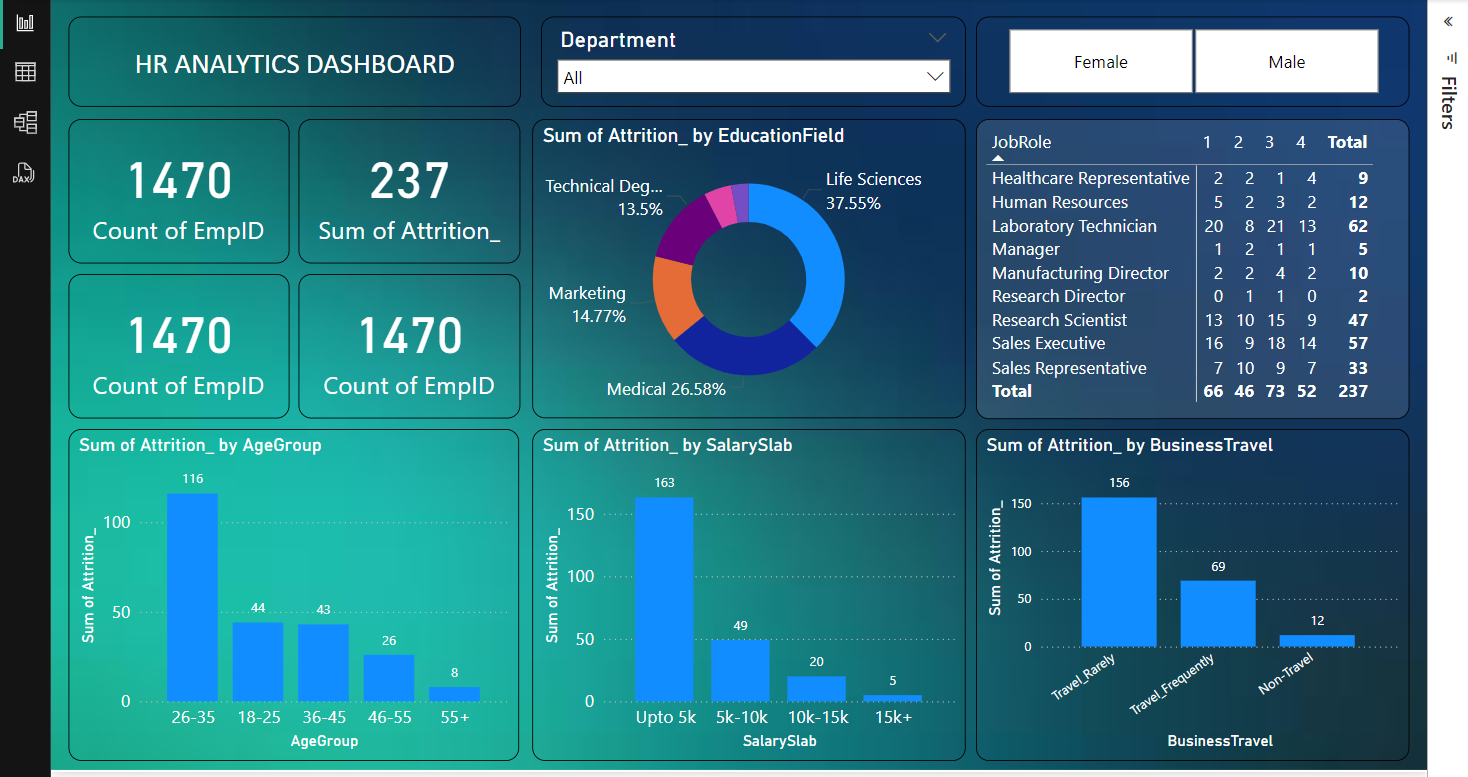 HR ANALYTICS DASHBOARD
Department
All
Female
Male
Filters
DAX
1470
Count of EmpID
237
Sum of Attrition_
1470
Count of EmpID
1470
Count of EmpID
Sum of Attrition_ by EducationField
Life Sciences
37.55%
Technical Deg...
13.5%
Marketing
14.77%
Medical 26.58%
JobRole 1 2 3 4 Total
Healthcare Representative 2 2 1 4 9
Human Resources 5 2 3 2 12
Laboratory Technician 20 8 21 13 62
Manager 1 2 1 1 5
Manufacturing Director 2 2 4 2 10
Research Director 0 1 1 0 2
Research Scientist 13 10 15 9 47
Sales Executive 16 9 18 14 57
Sales Representative 7 10 9 7 33
Total 66 46 73 52 237
Sum of Attrition_ by AgeGroup
Sum of Attrition_
100
50
0
116
44
43
26
8
26-35 18-25 36-45 46-55 55+
AgeGroup
Sum of Attrition_ by SalarySlab
Sum of Attrition_
150
100
50
0
163
49
20
5
Upto 5k 5k-10k 10k-15k 15k+
SalarySlab
Sum of Attrition_ by BusinessTravel
Sum of Attrition_
150
100
50
0
156
69
12
Travel_Rarely
Travel_Frequently
Non-Travel
BusinessTravel